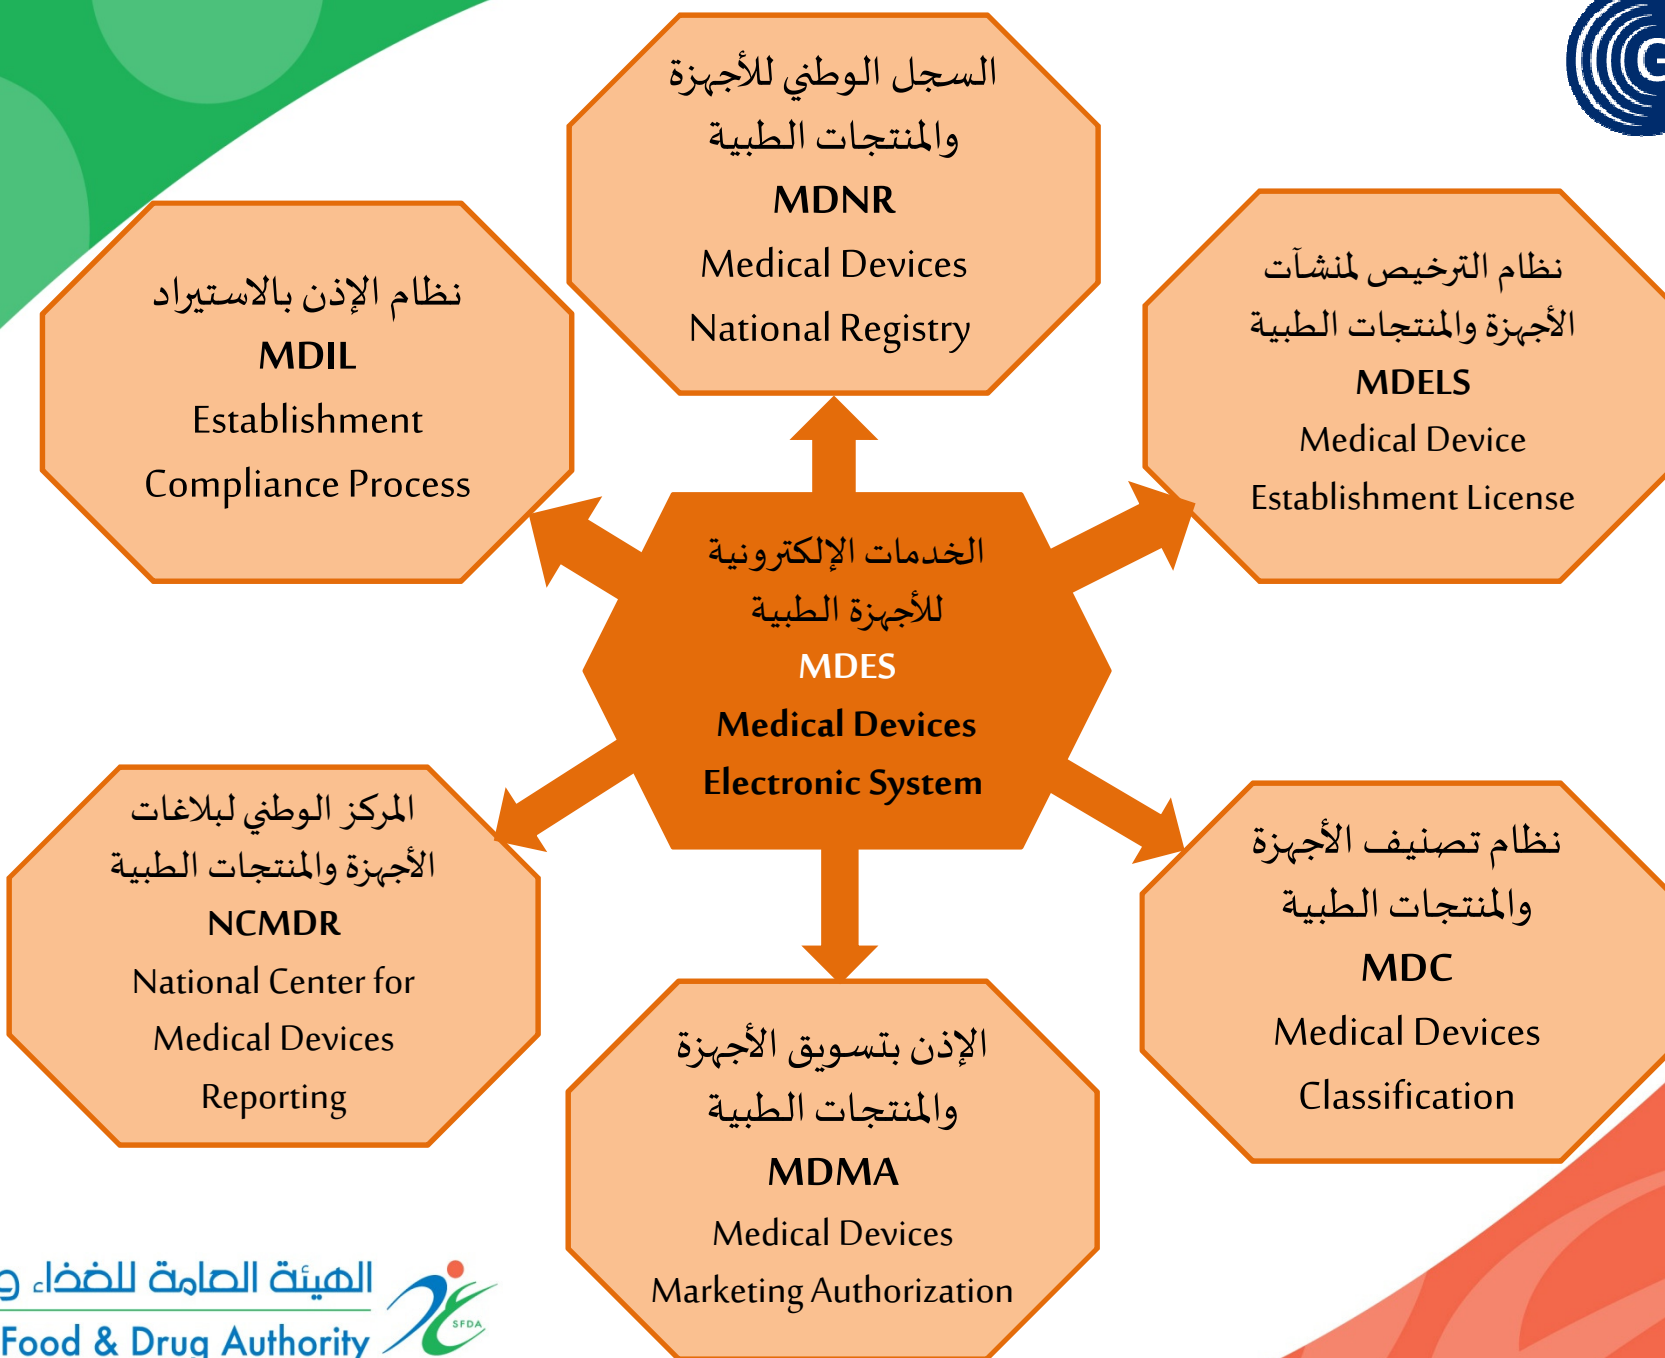 السجل الوطني للأجهزة
والمنتجات الطبية
MDNR
Medical Devices
National Registry
نظام الإذن بالاستيراد
MDIL
Establishment
Compliance Process
نظام الترخيص لمنشآت
الأجهزة والمنتجات الطبية
MDELS
Medical Device
Establishment License
الخدمات الإلكترونية
للأجهزة الطبية
MDES
Medical Devices
Electronic System
المركز الوطني لبلاغات
الأجهزة والمنتجات الطبية
NCMDR
National Center for
Medical Devices
Reporting
نظام تصنيف الأجهزة
والمنتجات الطبية
MDC
Medical Devices
Classification
الإذن بتسويق الأجهزة
والمنتجات الطبية
MDMA
Medical Devices
Marketing Authorization
الهيئة العامة للغذاء و
Food & Drug Authority
SFDA
G